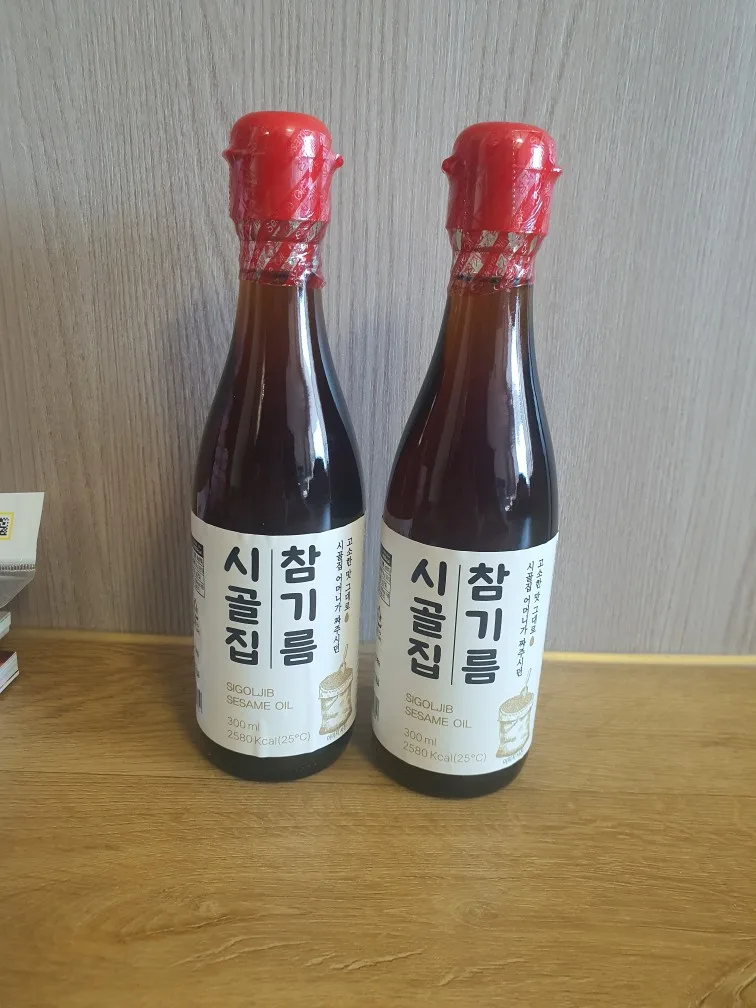 시골집
참기름
시골집 어머니가 짜주시던
고소한 맛 그대로
SIGOLJIB
SESAME OIL
300 ml
2580 Kcal(25°C)
시골집
참기름
시골집 어머니가 짜주시던
고소한 맛 그대로
SIGOLJIB
SESAME OIL
300 ml
2580 Kcal(25°C)